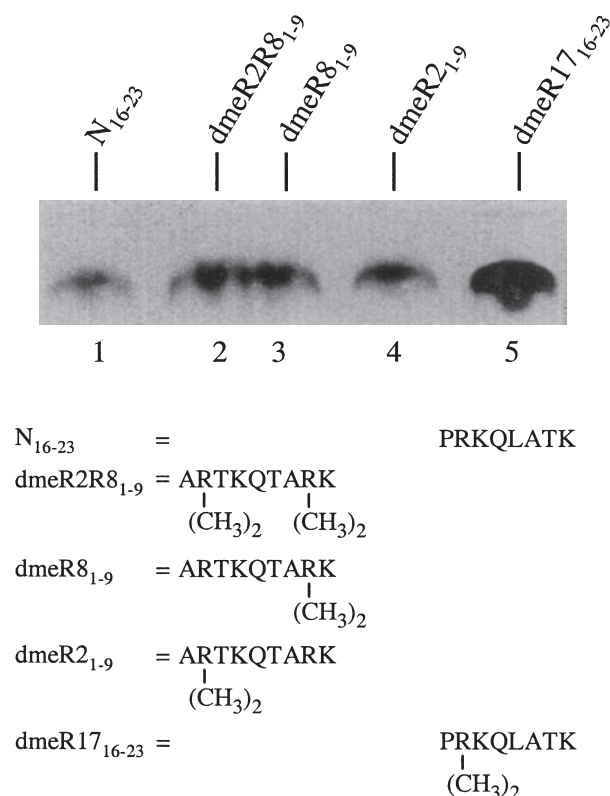 N16-23
dmeR2R81-9
dmeR81-9
dmeR21-9
dmeR1716-23
1 2 3 4 5
N16-23 = PRKQLATK
dmeR2R81-9 = ARTKQTARK
(CH3)2 (CH3)2
dmeR81-9 = ARTKQTARK
(CH3)2
dmeR21-9 = ARTKQTARK
(CH3)2
dmeR1716-23 = PRKQLATK
(CH3)2